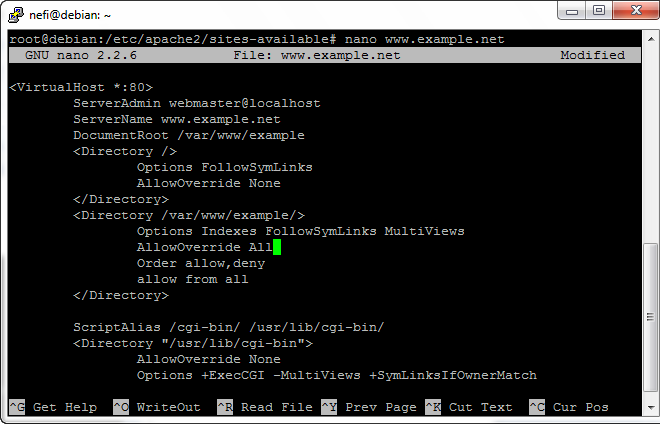 nefi@debian: ~
root@debian:/etc/apache2/sites-available# nano www.example.net
GNU nano 2.2.6 File: www.example.net Modified
<VirtualHost *:80>
ServerAdmin webmaster@localhost
ServerName www.example.net
DocumentRoot /var/www/example
<Directory />
Options FollowSymLinks
AllowOverride None
</Directory>
<Directory /var/www/example/>
Options Indexes FollowSymLinks MultiViews
AllowOverride All
Order allow,deny
allow from all
</Directory>
ScriptAlias /cgi-bin/ /usr/lib/cgi-bin/
<Directory "/usr/lib/cgi-bin">
AllowOverride None
Options +ExecCGI -MultiViews +SymLinksIfOwnerMatch
^G Get Help ^O WriteOut ^R Read File ^Y Prev Page ^K Cut Text ^C Cur Pos